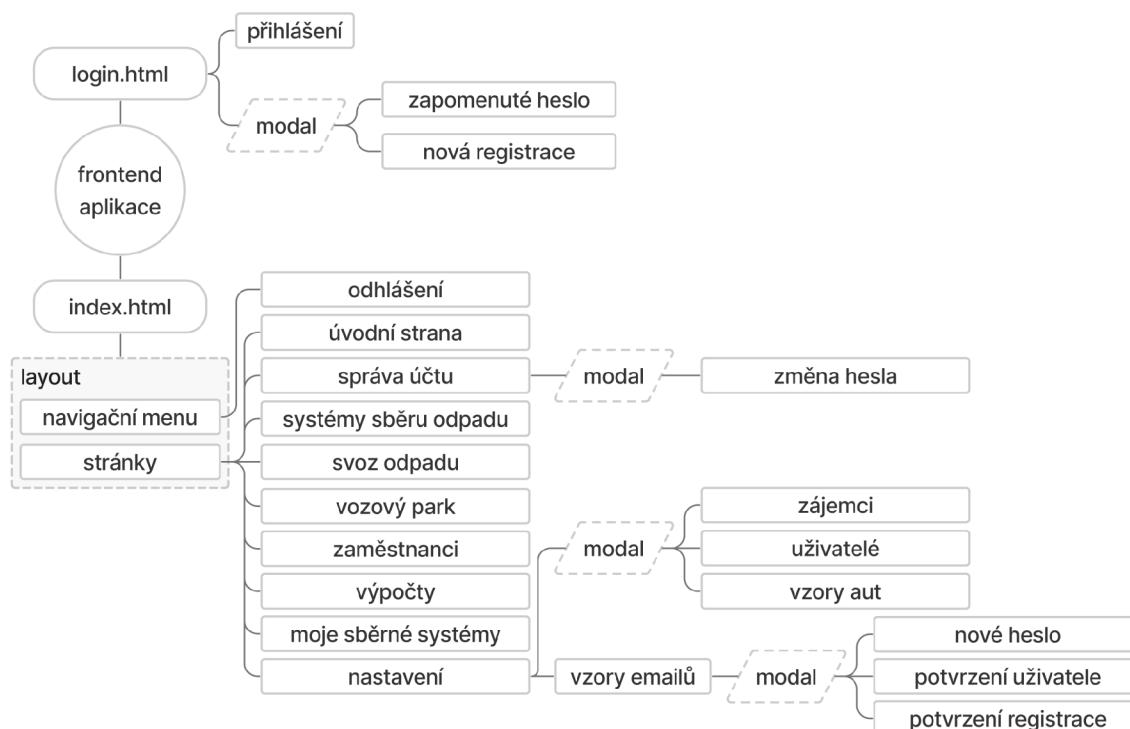 přihlášení
login.html
zapomenuté heslo
modal
nová registrace
frontend
aplikace
odhlášení
index.html
úvodní strana
layout
správa účtu
modal
změna hesla
navigační menu
systémy sběru odpadu
stránky
svoz odpadu
vozový park
zájemci
zaměstnanci
modal
uživatelé
výpočty
vzory aut
moje sběrné systémy
nové heslo
nastavení
vzory emailů
modal
potvrzení uživatele
potvrzení registrace